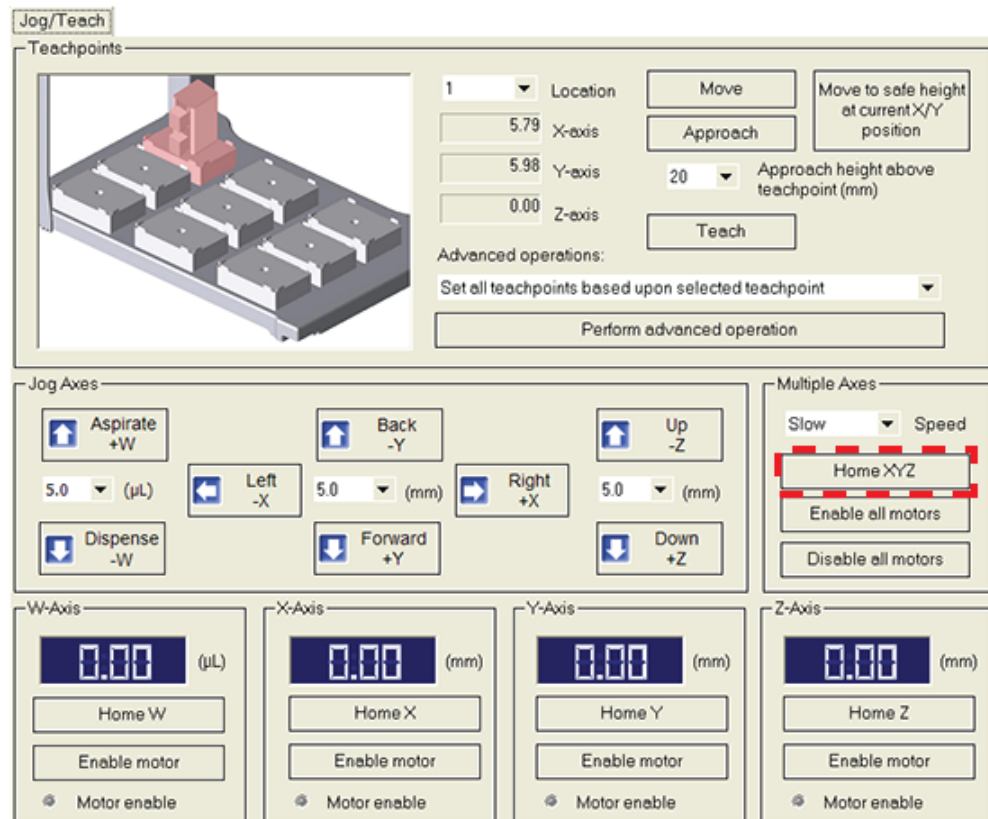 Jog/Teach
Teachpoints
1
Location
5.79
X-axis
5.98
Y-axis
0.00
Z-axis
Move
Approach
Move to safe height
at current X/Y
position
20
Approach height above
teachpoint (mm)
Teach
Advanced operations:
Set all teachpoints based upon selected teachpoint
Perform advanced operation
Jog Axes
Aspirate
+W
5.0
(µL)
Dispense
-W
Left
-X
Back
-Y
5.0
(mm)
Forward
+Y
Right
+X
Up
-Z
5.0
(mm)
Down
+Z
Multiple Axes
Slow
Speed
Home XYZ
Enable all motors
Disable all motors
W-Axis
0.00
(µL)
Home W
Enable motor
Motor enable
X-Axis
0.00
(mm)
Home X
Enable motor
Motor enable
Y-Axis
0.00
(mm)
Home Y
Enable motor
Motor enable
Z-Axis
0.00
(mm)
Home Z
Enable motor
Motor enable